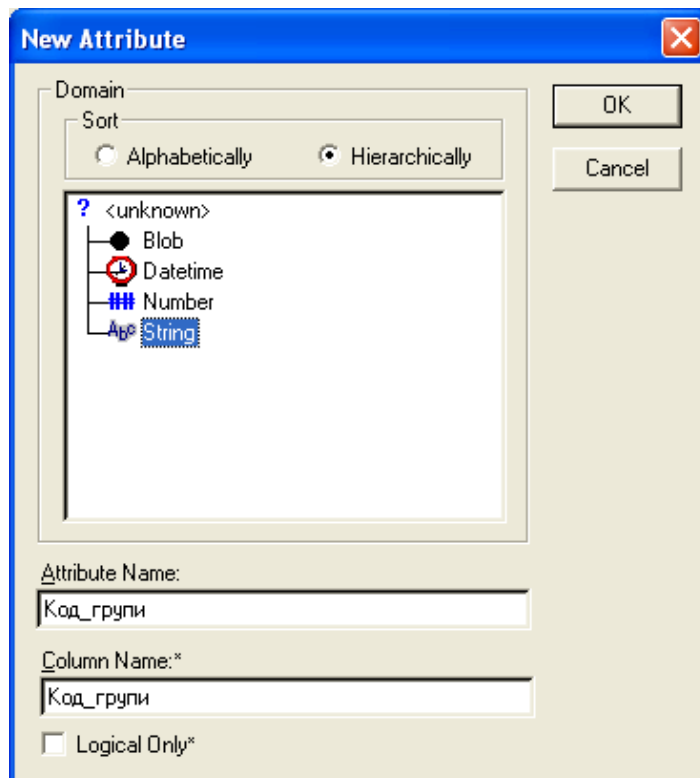 New Attribute
Domain
Sort
Alphabetically Hierarchically
OK
Cancel
? <unknown>
Blob
Datetime
Number
Abc String
Attribute Name:
Код_групи
Column Name:*
Код_групи
Logical Only*